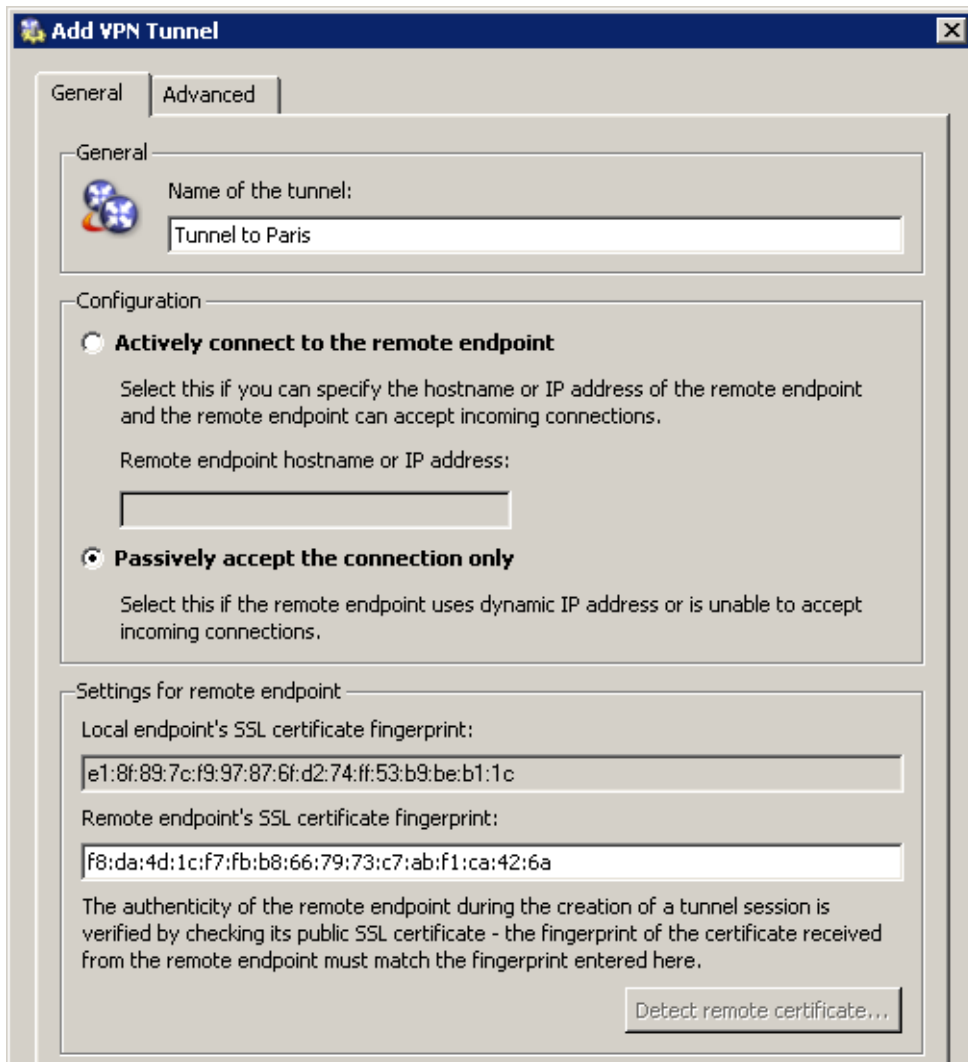 Add VPN Tunnel
General
Advanced
General
Name of the tunnel:
Tunnel to Paris
Configuration
Actively connect to the remote endpoint
Select this if you can specify the hostname or IP address of the remote endpoint
and the remote endpoint can accept incoming connections.
Remote endpoint hostname or IP address:
Passively accept the connection only
Select this if the remote endpoint uses dynamic IP address or is unable to accept
incoming connections.
Settings for remote endpoint
Local endpoint's SSL certificate fingerprint:
e1:8f:89:7c:f9:97:87:6f:d2:74:ff:53:b9:be:b1:1c
Remote endpoint's SSL certificate fingerprint:
f8:da:4d:1c:f7:fb:b8:66:79:73:c7:ab:f1:ca:42:6a
The authenticity of the remote endpoint during the creation of a tunnel session is
verified by checking its public SSL certificate - the fingerprint of the certificate received
from the remote endpoint must match the fingerprint entered here.
Detect remote certificate...